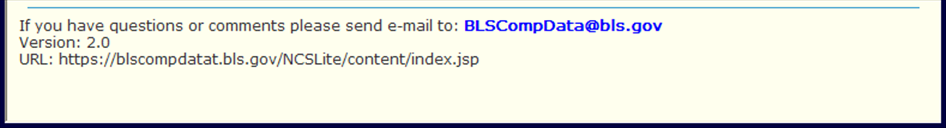 If you have questions or comments please send e-mail to: BLSCompData@bls.gov
Version: 2.0
URL: https://blscompdatat.bls.gov/NCSLite/content/index.jsp